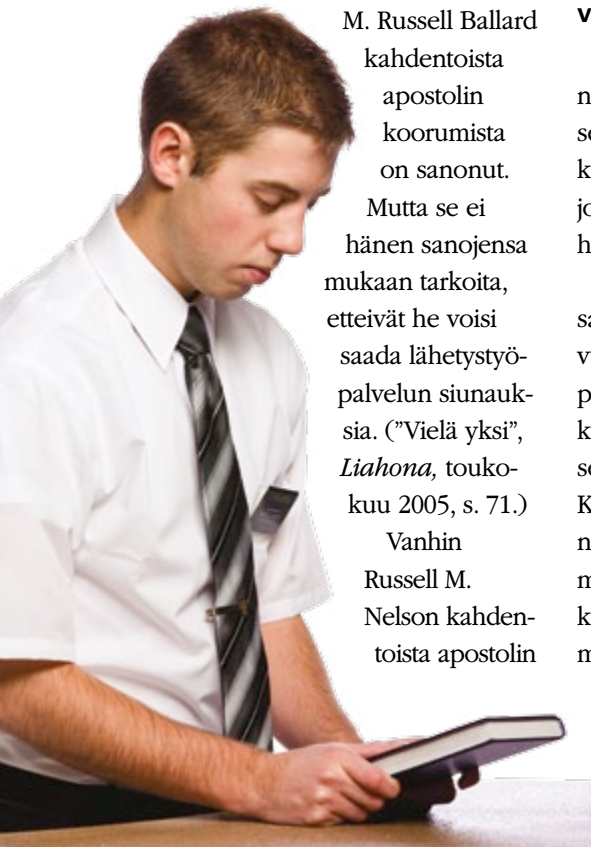 M. Russell Ballard
kahdentoista
apostolin
koorumista
on sanonut.
Mutta se ei
hänen sanojensa
mukaan tarkoita,
etteivät he voisi
saada lähetystyö-
palvelun siunauk-
sia. (”Vielä yksi”,
Liahona, touko-
kuu 2005, s. 71.)
Vanhin
Russell M.
Nelson kahden-
toista apostolin